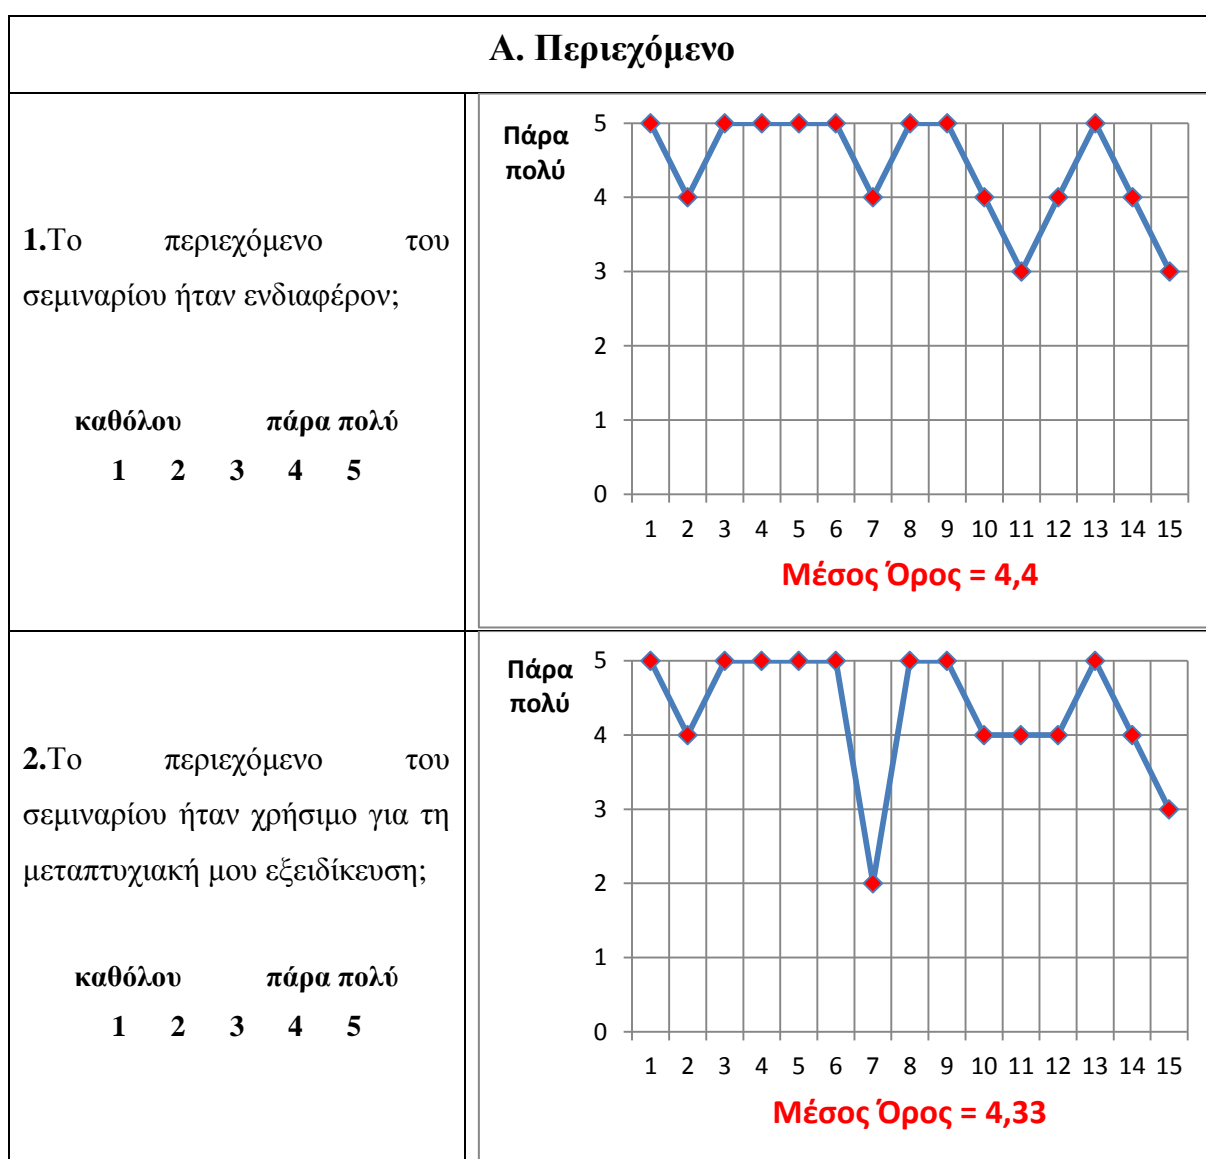 Α. Περιεχόμενο
1.Το περιεχόμενο του
σεμιναρίου ήταν ενδιαφέρον;
καθόλου πάρα πολύ
1 2 3 4 5
Πάρα
πολύ
5
4
3
2
1
0
1 2 3 4 5 6 7 8 9 10 11 12 13 14 15
Μέσος Όρος = 4,4
2.Το περιεχόμενο του
σεμιναρίου ήταν χρήσιμο για τη
μεταπτυχιακή μου εξειδίκευση;
καθόλου πάρα πολύ
1 2 3 4 5
Πάρα
πολύ
5
4
3
2
1
0
1 2 3 4 5 6 7 8 9 10 11 12 13 14 15
Μέσος Όρος = 4,33